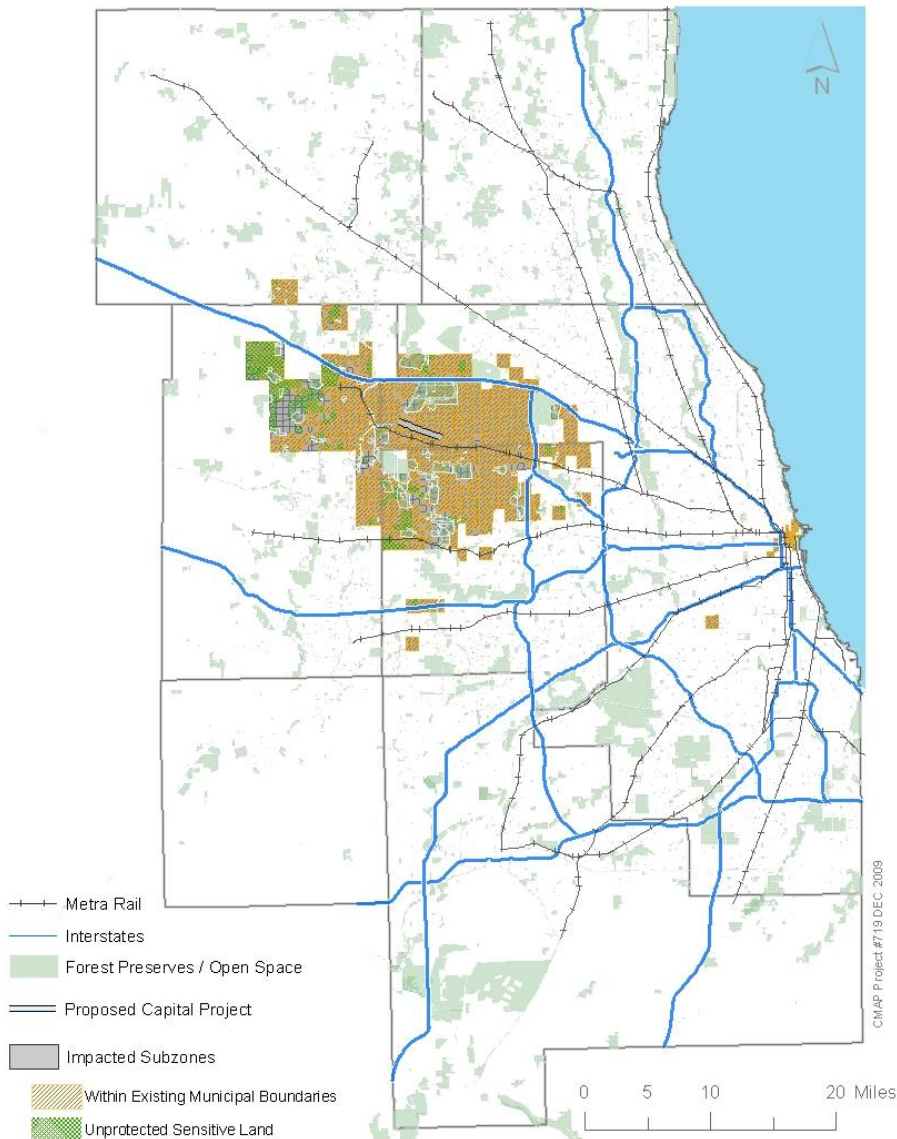 N
Metra Rail
Interstates
Forest Preserves / Open Space
Proposed Capital Project
Impacted Subzones
Within Existing Municipal Boundaries
Unprotected Sensitive Land
0 5 10 20 Miles
CMAP Project #719 DEC 2009